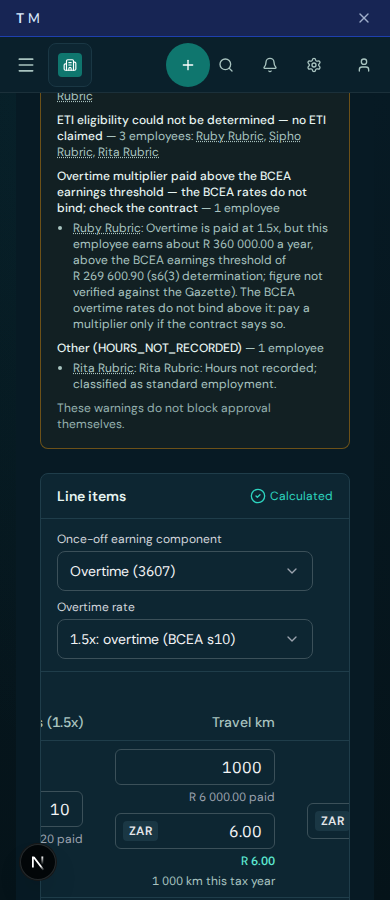 T M
Rubric
ETI eligibility could not be determined — no ETI
claimed — 3 employees: Ruby Rubric, Sipho
Rubric, Rita Rubric
Overtime multiplier paid above the BCEA
earnings threshold — the BCEA rates do not
bind; check the contract — 1 employee
• Ruby Rubric: Overtime is paid at 1.5x, but this
employee earns about R 360 000.00 a year,
above the BCEA earnings threshold of
R 269 600.90 (s6(3) determination; figure not
verified against the Gazette). The BCEA
overtime rates do not bind above it: pay a
multiplier only if the contract says so.
Other (HOURS_NOT_RECORDED) — 1 employee
• Rita Rubric: Rita Rubric: Hours not recorded;
classified as standard employment.
These warnings do not block approval
themselves.
Line items
Calculated
Once-off earning component
Overtime (3607)
Overtime rate
1.5x: overtime (BCEA s10)
s (1.5x)
Travel km
1000
R 6 000.00 paid
10
20 paid
ZAR 6.00
ZAR
R 6.00
1 000 km this tax year
N